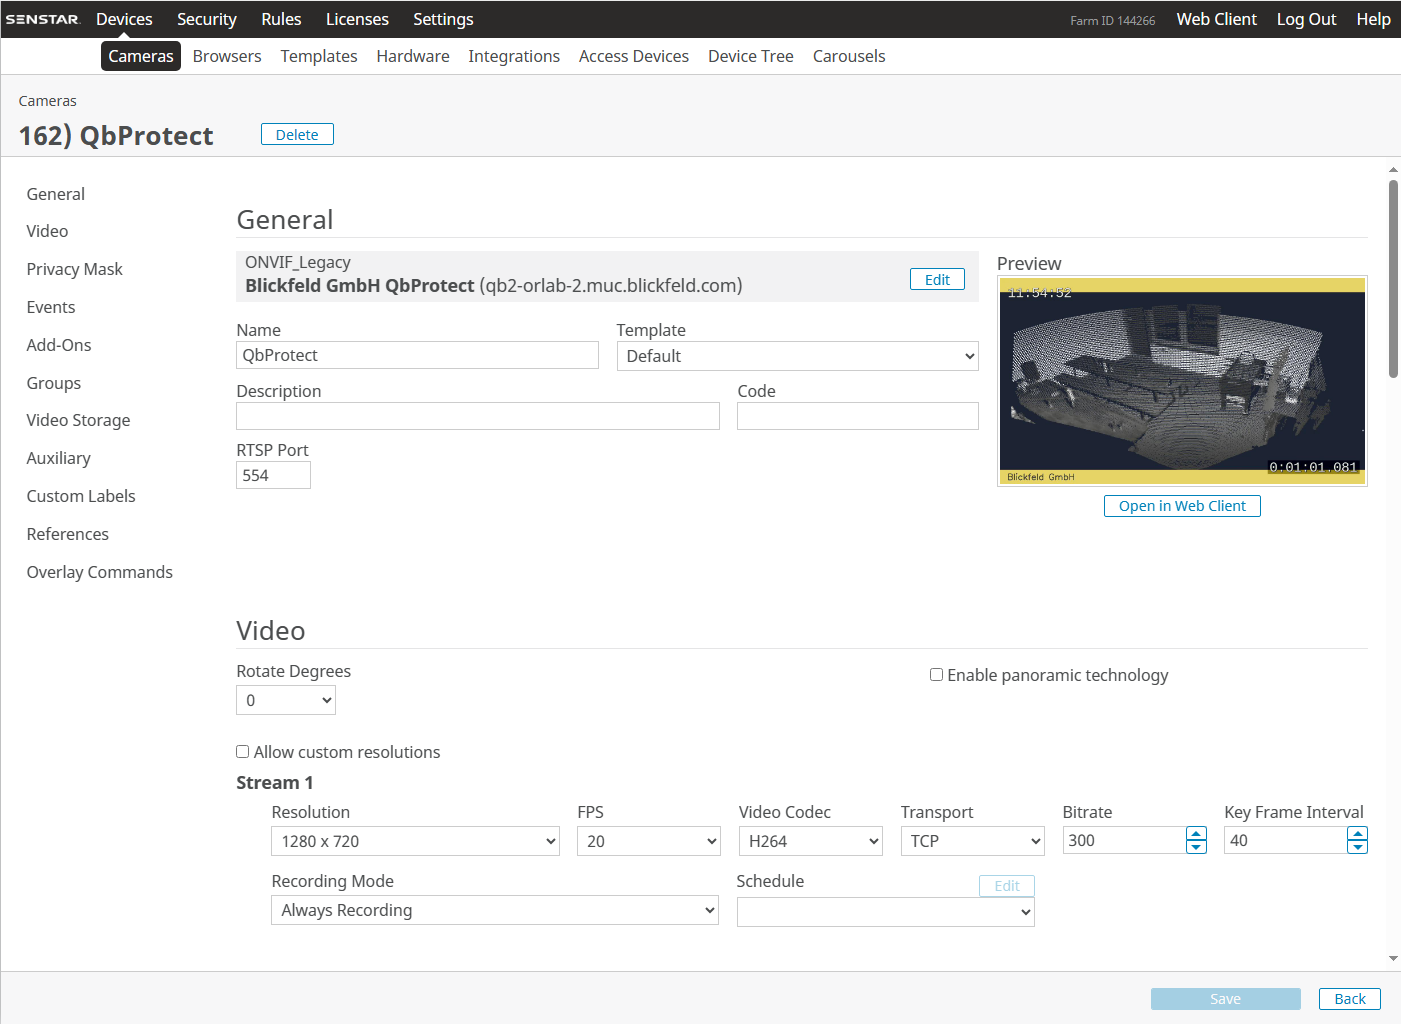 SENSTAR Devices Security Rules Licenses Settings Farm ID 144266 Web Client Log Out Help
Cameras Browsers Templates Hardware Integrations Access Devices Device Tree Carousels
Cameras
162) QbProtect Delete
General
Video
Privacy Mask
Events
Add-Ons
Groups
Video Storage
Auxiliary
Custom Labels
References
Overlay Commands
General
ONVIF_Legacy
Blickfeld GmbH QbProtect (qb2-orlab-2.muc.blickfeld.com) Edit
Name Template
QbProtect Default
Description Code
RTSP Port
554
Preview
11:54:52
0:01:01.081
Blickfeld GmbH
Open in Web Client
Video
Rotate Degrees Enable panoramic technology
0
Allow custom resolutions
Stream 1
Resolution FPS Video Codec Transport Bitrate Key Frame Interval
1280 x 720 20 H264 TCP 300 40
Recording Mode Schedule Edit
Always Recording
Save Back